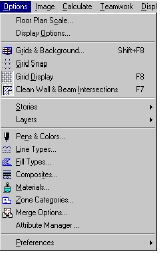 Options Image Calculate Teamwork Disp
Floor Plan Scale...
Display Options...
Grids & Background... Shift+F8
Grid Snap
Grid Display F8
Clean Wall & Beam Intersections F7
Stories
Layers
Pens & Colors...
Line Types...
Fill Types...
Composites...
Materials...
Zone Categories...
Merge Options...
Attribute Manager...
Preferences